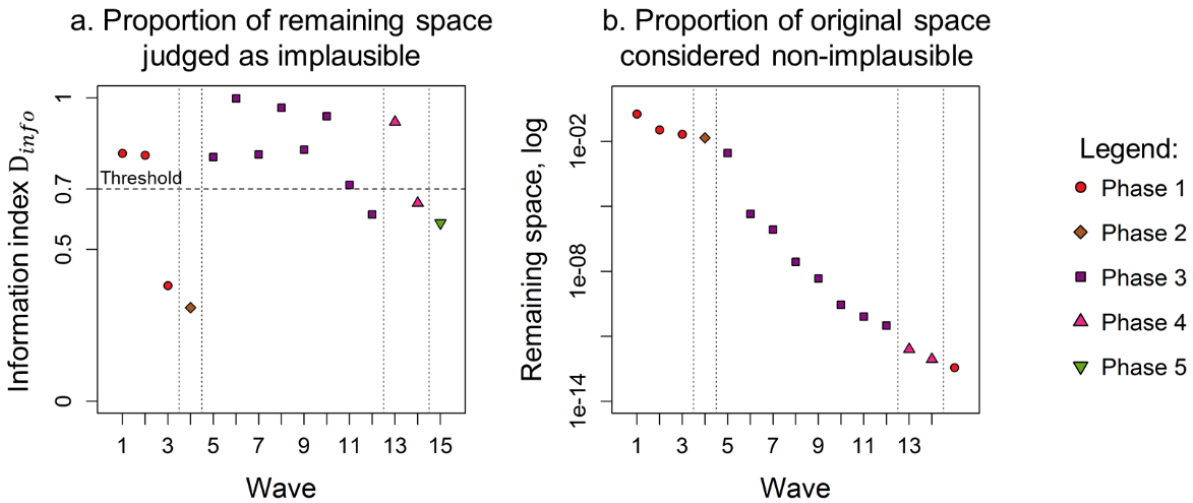 a. Proportion of remaining space
judged as implausible
b. Proportion of original space
considered non-implausible
Information index D_info
1
0.7
0.5
0
Threshold
1 3 5 7 9 11 13 15
Wave
Remaining space, log
1e-02
1e-08
1e-14
1 3 5 7 9 11 13
Wave
Legend:
Phase 1
Phase 2
Phase 3
Phase 4
Phase 5